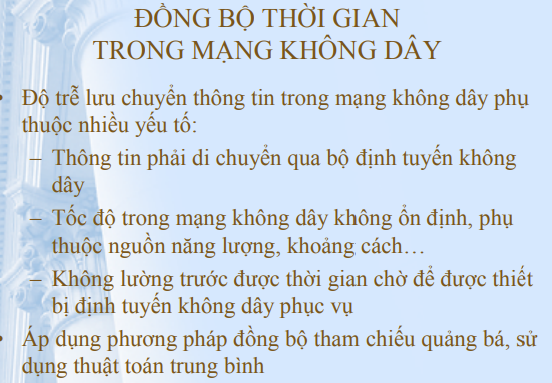 ĐỒNG BỘ THỜI GIAN
TRONG MẠNG KHÔNG DÂY
• Độ trễ lưu chuyển thông tin trong mạng không dây phụ
thuộc nhiều yếu tố:
– Thông tin phải di chuyển qua bộ định tuyến không
dây
– Tốc độ trong mạng không dây không ổn định, phụ
thuộc nguồn năng lượng, khoảng cách…
– Không lường trước được thời gian chờ để được thiết
bị định tuyến không dây phục vụ
• Áp dụng phương pháp đồng bộ tham chiếu quảng bá, sử
dụng thuật toán trung bình